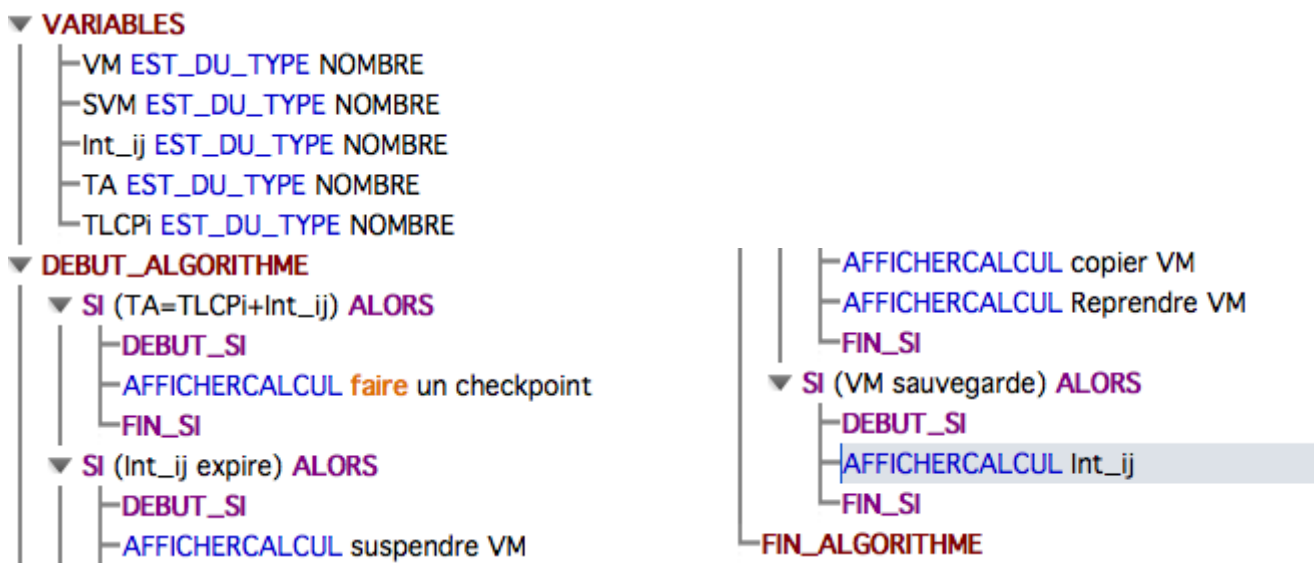 VARIABLES
VM EST_DU_TYPE NOMBRE
SVM EST_DU_TYPE NOMBRE
Int_ij EST_DU_TYPE NOMBRE
TA EST_DU_TYPE NOMBRE
TLCPi EST_DU_TYPE NOMBRE
DEBUT_ALGORITHME
SI (TA=TLCPi+Int_ij) ALORS
DEBUT_SI
AFFICHERCALCUL faire un checkpoint
FIN_SI
SI (Int_ij expire) ALORS
DEBUT_SI
AFFICHERCALCUL suspendre VM
AFFICHERCALCUL copier VM
AFFICHERCALCUL Reprendre VM
FIN_SI
SI (VM sauvegarde) ALORS
DEBUT_SI
AFFICHERCALCUL Int_ij
FIN_SI
FIN_ALGORITHME